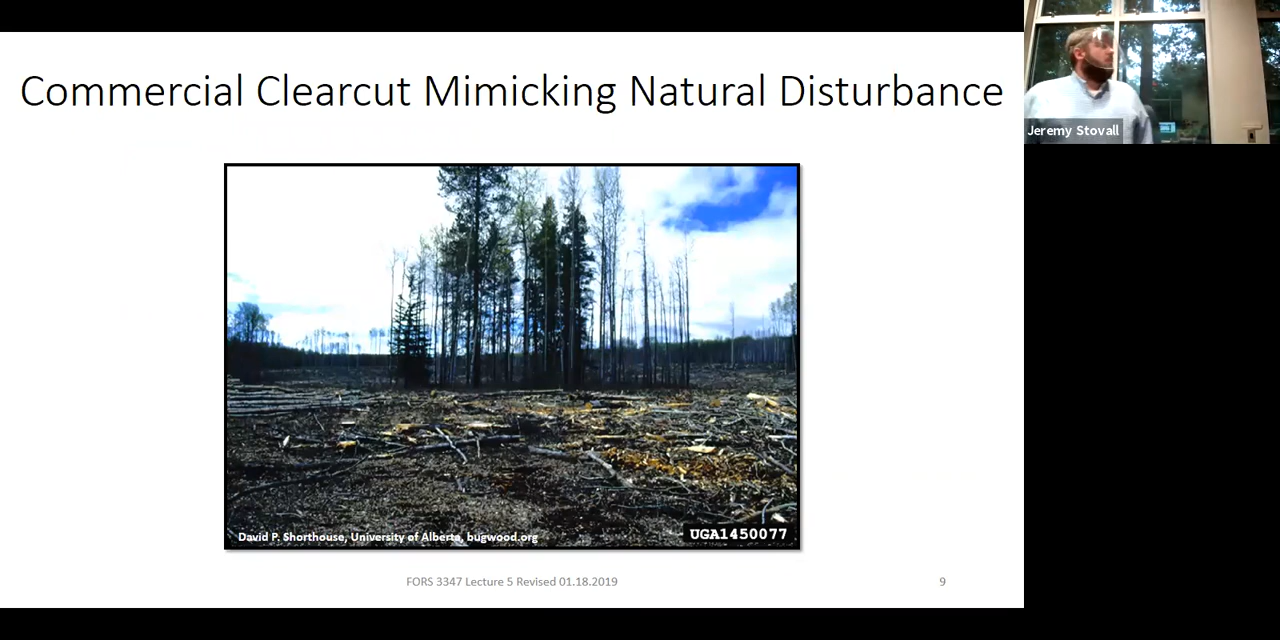 Commercial Clearcut Mimicking Natural Disturbance
Jeremy Stovall
David P. Shorthouse, University of Alberta, bugwood.org
UGA1450077
FORS 3347 Lecture 5 Revised 01.18.2019
9